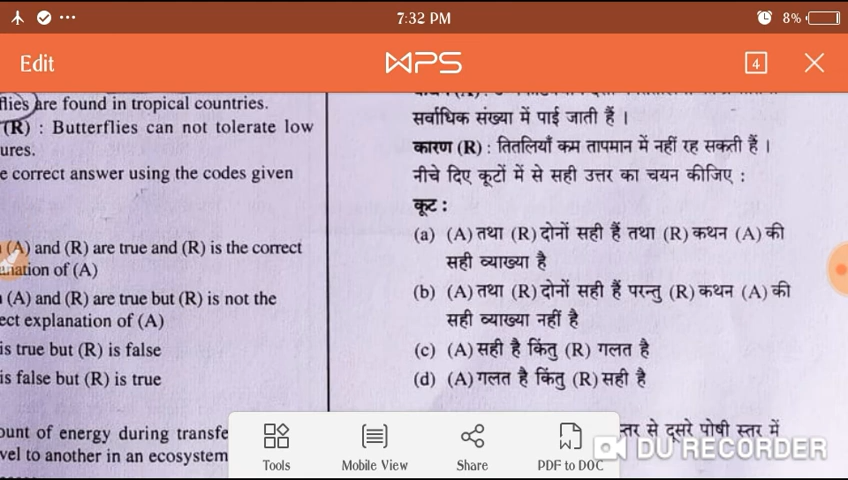 7:32 PM
8%
Edit
WPS
4
flies are found in tropical countries.
(R) : Butterflies can not tolerate low
ures.
e correct answer using the codes given
(A) and (R) are true and (R) is the correct
anation of (A)
(A) and (R) are true but (R) is not the
ect explanation of (A)
is true but (R) is false
is false but (R) is true
ount of energy during transfe
vel to another in an ecosystem
सर्वाधिक संख्या में पाई जाती हैं ।
कारण (R) : तितलियाँ कम तापमान में नहीं रह सकती हैं ।
नीचे दिए कूटों में से सही उत्तर का चयन कीजिए :
कूट :
(a) (A) तथा (R) दोनों सही हैं तथा (R) कथन (A) की
सही व्याख्या है
(b) (A) तथा (R) दोनों सही हैं परन्तु (R) कथन (A) की
सही व्याख्या नहीं है
(c) (A) सही है किंतु (R) गलत है
(d) (A) गलत है किंतु (R) सही है
स्तर से दूसरे पोषी स्तर में
Tools
Mobile View
Share
PDF to DOC
DU RECORDER